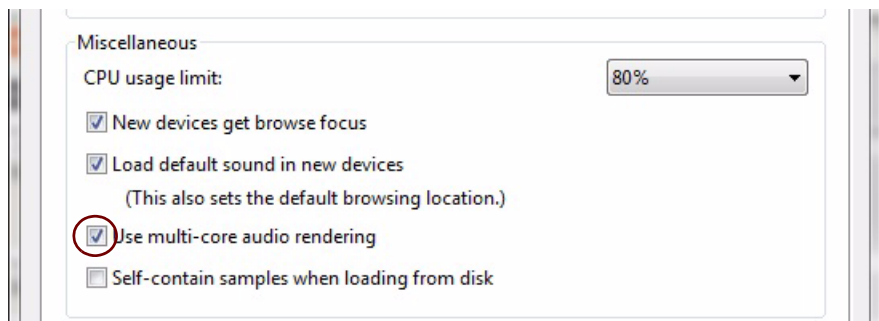 Miscellaneous
CPU usage limit: 80%
New devices get browse focus
Load default sound in new devices
(This also sets the default browsing location.)
Use multi-core audio rendering
Self-contain samples when loading from disk